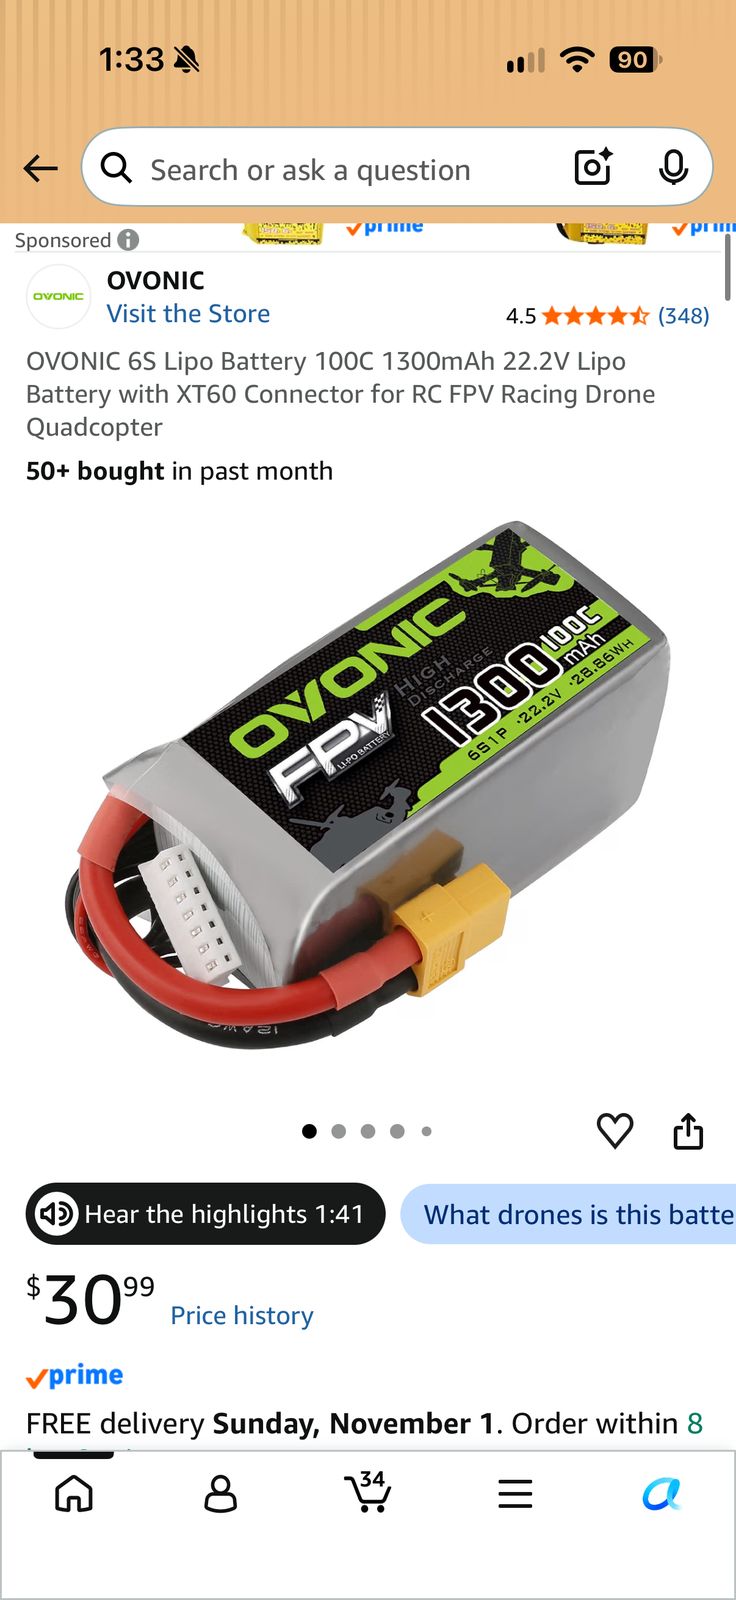 1:33
90
Search or ask a question
prime
Sponsored
OVONIC
OVONIC
Visit the Store
4.5 (348)
OVONIC 6S Lipo Battery 100C 1300mAh 22.2V Lipo
Battery with XT60 Connector for RC FPV Racing Drone
Quadcopter
50+ bought in past month
OVONIC
FPV
LI-PO BATTERY
HIGH
DISCHARGE
1300 mAh
100C
6S1P ·22.2V ·28.86WH
Hear the highlights 1:41
What drones is this batte
$30 99
Price history
prime
FREE delivery Sunday, November 1. Order within 8
34